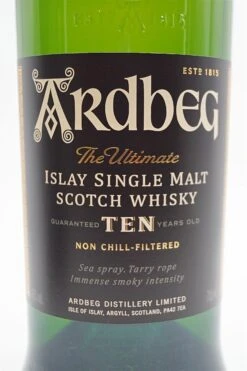 ESTD 1815
ARDBEG
The Ultimate
ISLAY SINGLE MALT
SCOTCH WHISKY
GUARANTEED TEN YEARS OLD
NON CHILL-FILTERED
Sea spray. Tarry rope
Immense smoky intensity
ARDBEG DISTILLERY LIMITED
ISLE OF ISLAY, ARGYLL, SCOTLAND, PA42 7EA